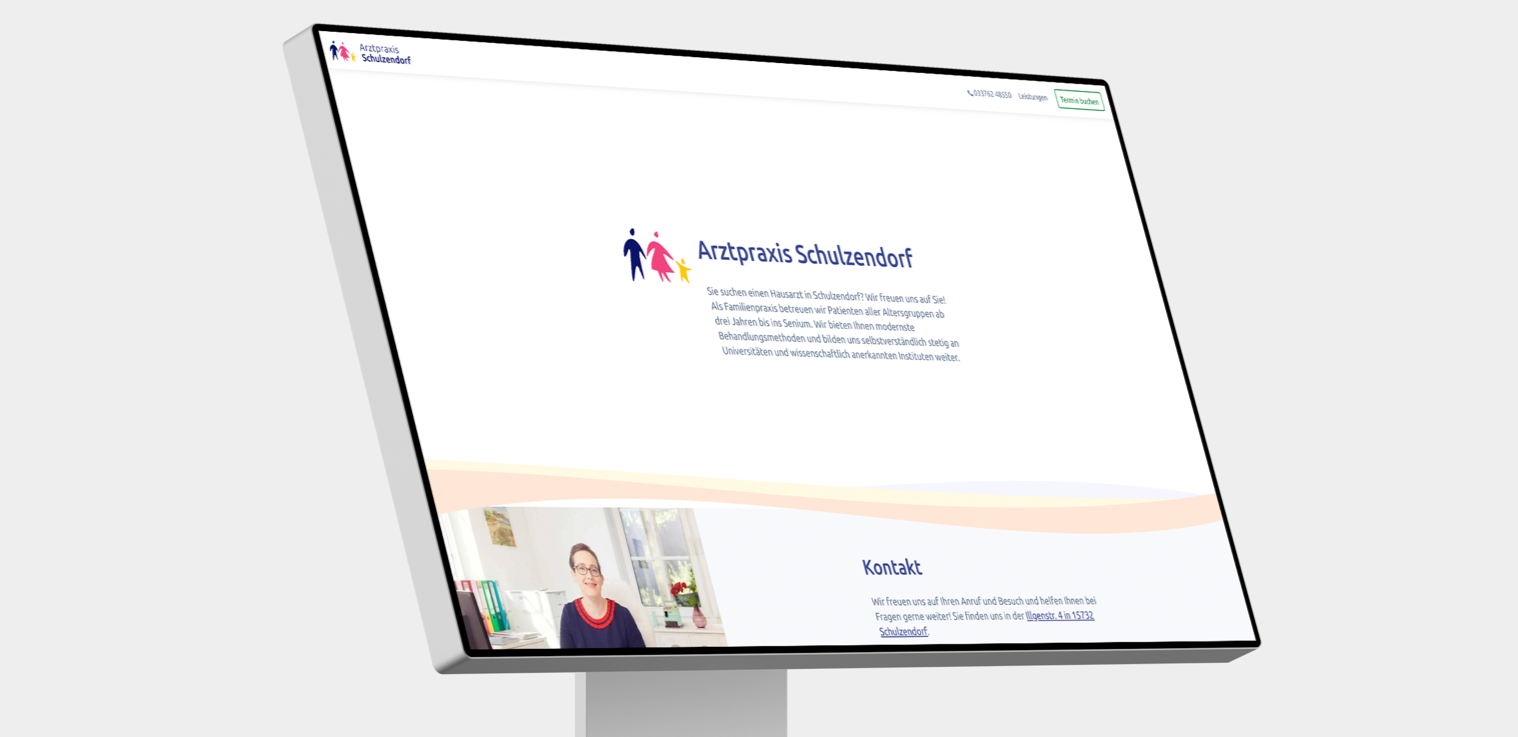 Arztpraxis
Schulzendorf
033762 48550 Leistungen Termin buchen
Arztpraxis Schulzendorf
Sie suchen einen Hausarzt in Schulzendorf? Wir freuen uns auf Sie!
Als Familienpraxis betreuen wir Patienten aller Altersgruppen ab
drei Jahren bis ins Senium. Wir bieten Ihnen modernste
Behandlungsmethoden und bilden uns selbstverständlich stetig an
Universitäten und wissenschaftlich anerkannten Instituten weiter.
Kontakt
Wir freuen uns auf Ihren Anruf und Besuch und helfen Ihnen bei
Fragen gerne weiter! Sie finden uns in der Illgenstr. 4 in 15732
Schulzendorf.